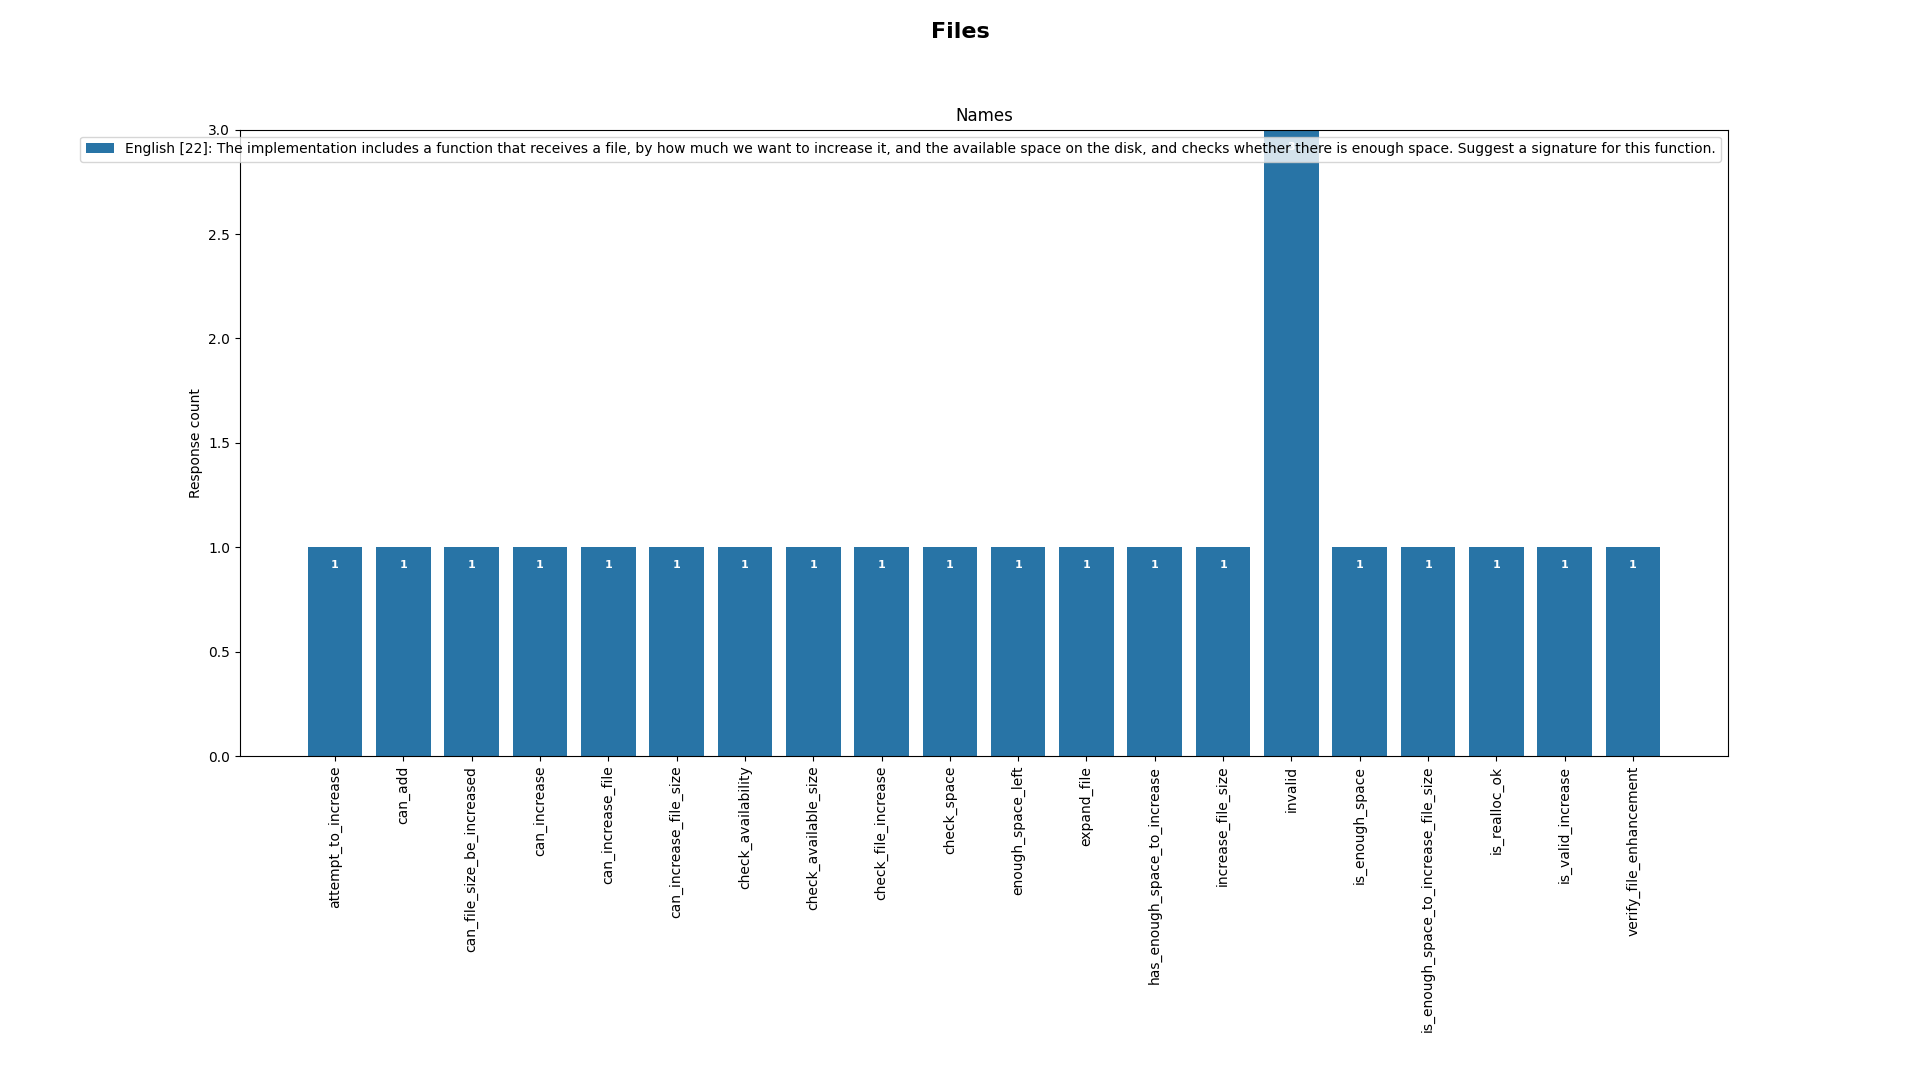 Files
Names
English [22]: The implementation includes a function that receives a file, by how much we want to increase it, and the available space on the disk, and checks whether there is enough space. Suggest a signature for this function.
3.0
2.5
2.0
1.5
1.0
0.5
0.0
Response count
1 1 1 1 1 1 1 1 1 1 1 1 1 1 1 1 1 1 1
attempt_to_increase
can_add
can_file_size_be_increased
can_increase
can_increase_file
can_increase_file_size
check_availability
check_available_size
check_file_increase
check_space
enough_space_left
expand_file
has_enough_space_to_increase
increase_file_size
invalid
is_enough_space
is_enough_space_to_increase_file_size
is_realloc_ok
is_valid_increase
verify_file_enhancement